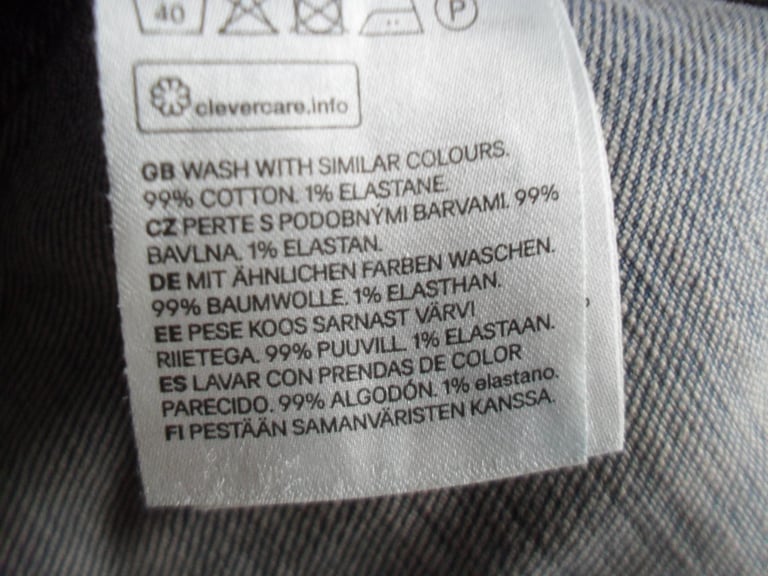 40 P
clevercare.info
GB WASH WITH SIMILAR COLOURS.
99% COTTON. 1% ELASTANE.
CZ PERTE S PODOBNÝMI BARVAMI. 99%
BAVLNA. 1% ELASTAN.
DE MIT ÄHNLICHEN FARBEN WASCHEN.
99% BAUMWOLLE. 1% ELASTHAN.
EE PESE KOOS SARNAST VÄRVI
RIIETEGA. 99% PUUVILL. 1% ELASTAAN.
ES LAVAR CON PRENDAS DE COLOR
PARECIDO. 99% ALGODÓN. 1% elastano.
FI PESTÄÄN SAMANVÄRISTEN KANSSA.